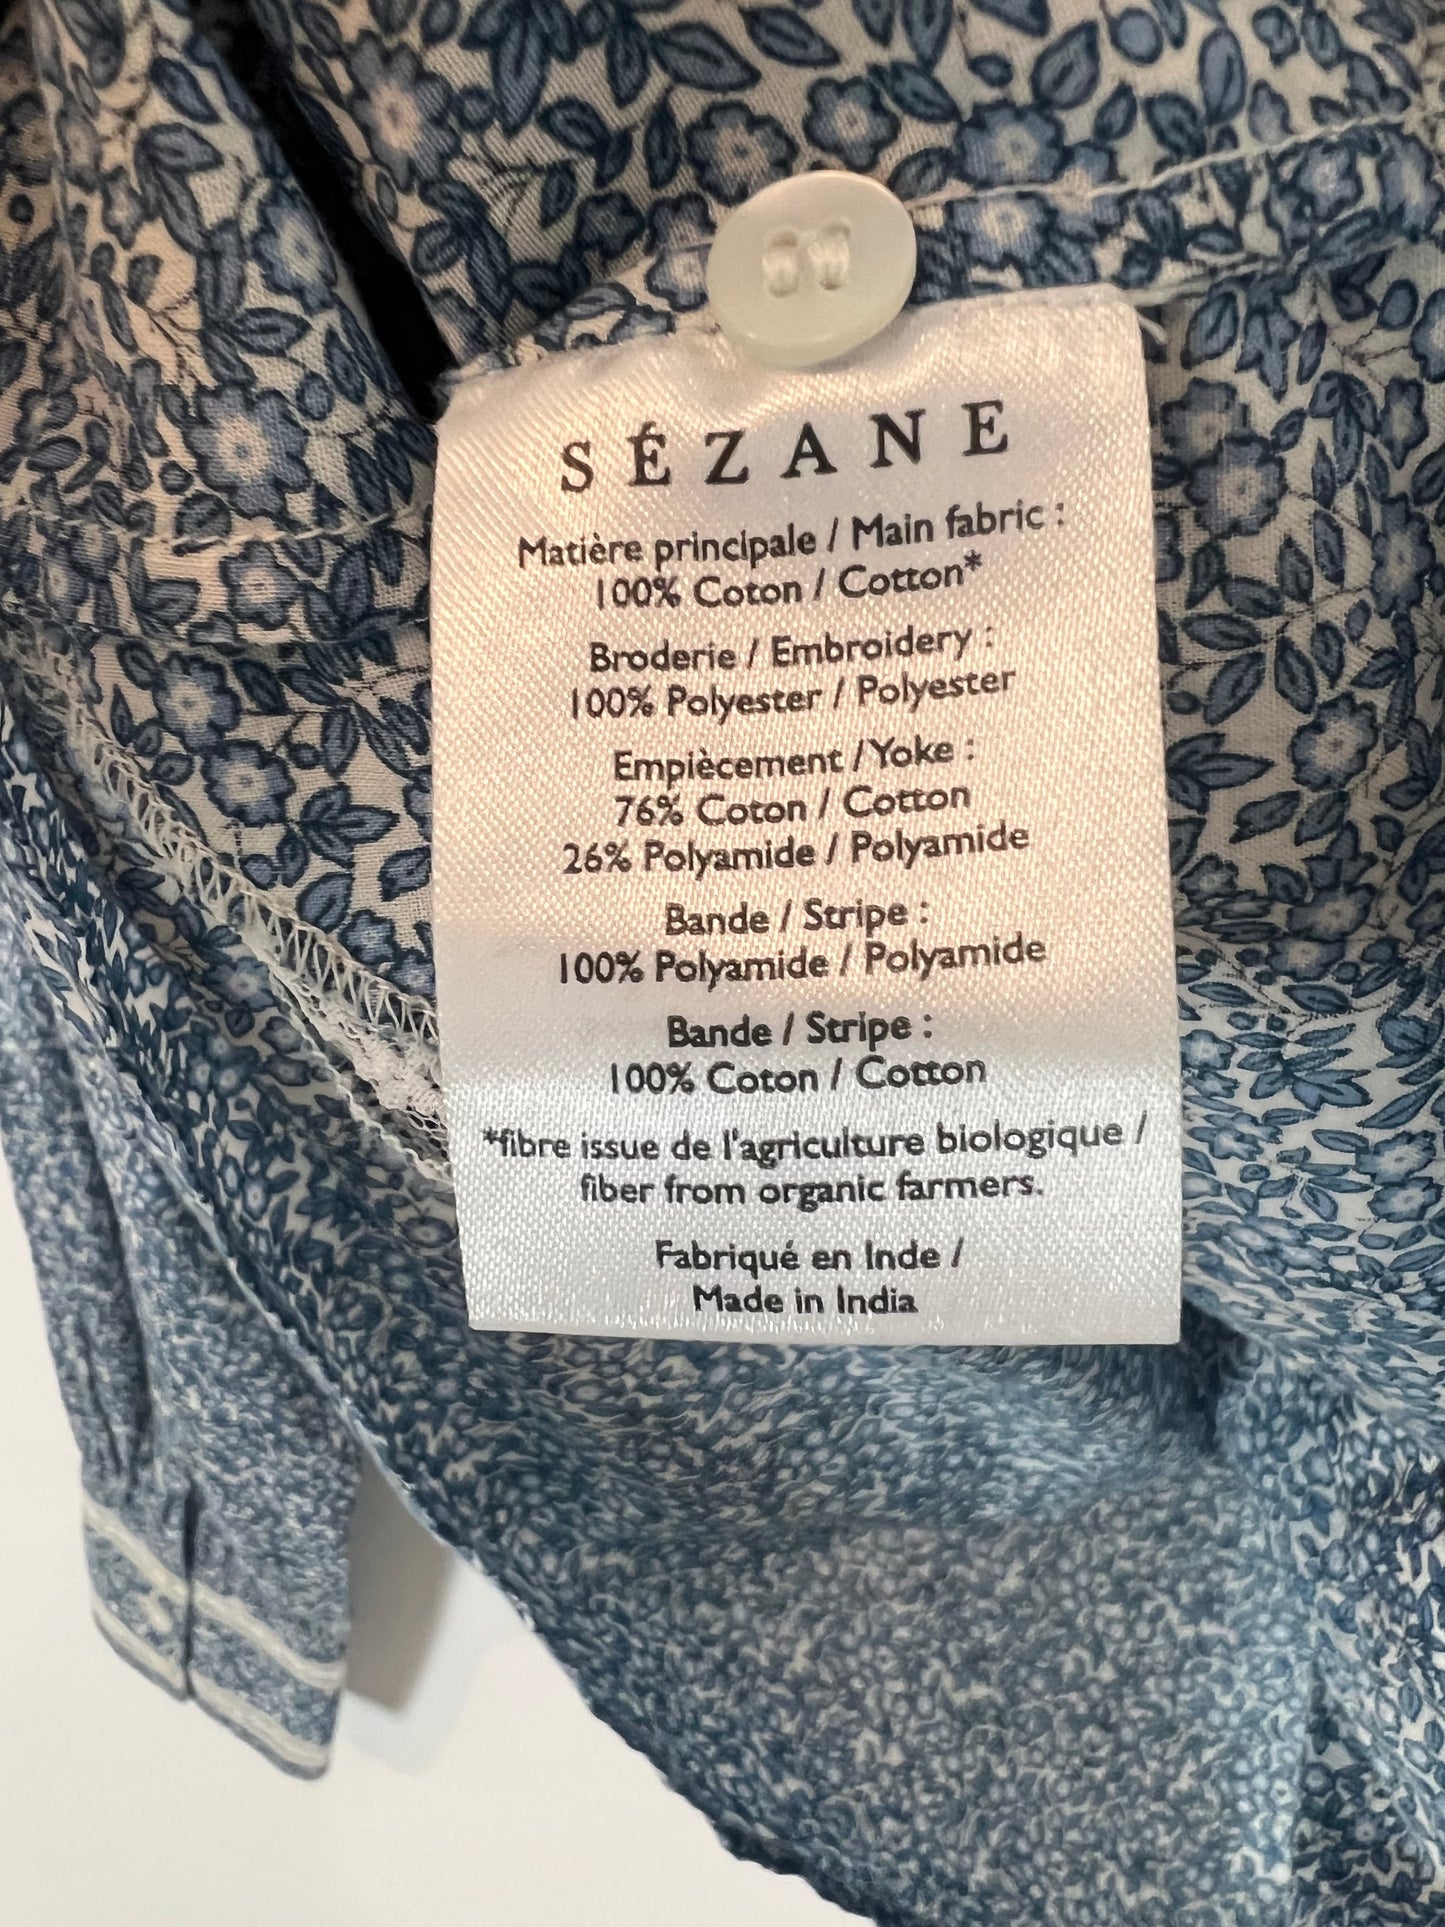 SÉZANE
Matière principale / Main fabric :
100% Coton / Cotton*
Broderie / Embroidery :
100% Polyester / Polyester
Empiècement / Yoke :
76% Coton / Cotton
26% Polyamide / Polyamide
Bande / Stripe :
100% Polyamide / Polyamide
Bande / Stripe :
100% Coton / Cotton
*fibre issue de l'agriculture biologique /
fiber from organic farmers.
Fabriqué en Inde /
Made in India